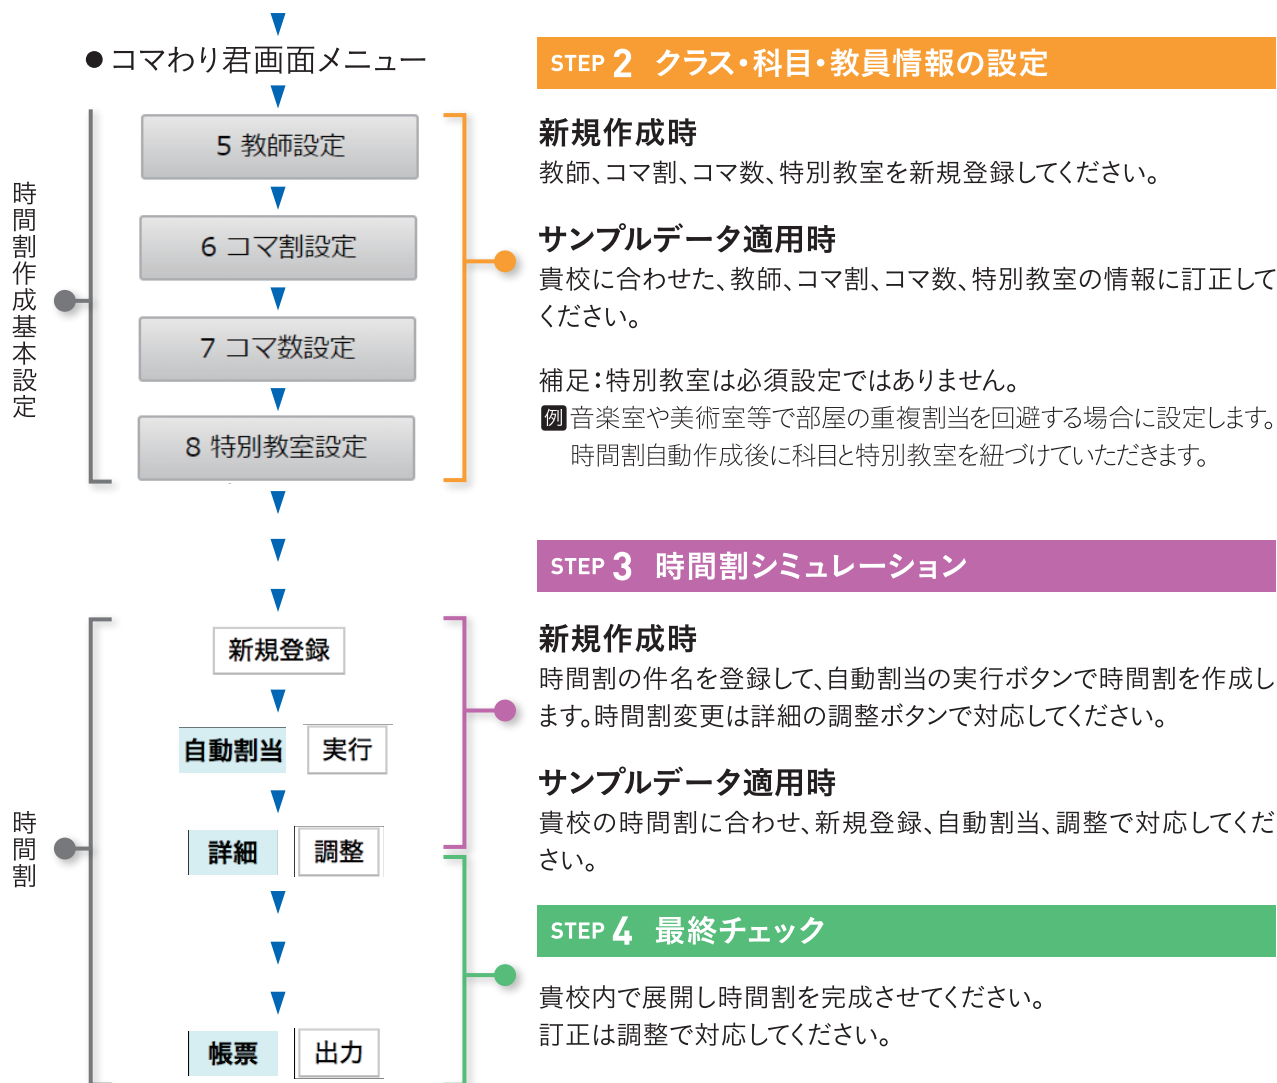 ●コマわり君画面メニュー
時間割作成基本設定
5 教師設定
6 コマ割設定
7 コマ数設定
8 特別教室設定
STEP 2 クラス・科目・教員情報の設定
新規作成時
教師、コマ割、コマ数、特別教室を新規登録してください。
サンプルデータ適用時
貴校に合わせた、教師、コマ割、コマ数、特別教室の情報に訂正して
ください。
補足：特別教室は必須設定ではありません。
例 音楽室や美術室等で部屋の重複割当を回避する場合に設定します。
時間割自動作成後に科目と特別教室を紐づけていただきます。
時間割
新規登録
自動割当 実行
詳細 調整
帳票 出力
STEP 3 時間割シミュレーション
新規作成時
時間割の件名を登録して、自動割当の実行ボタンで時間割を作成し
ます。時間割変更は詳細の調整ボタンで対応してください。
サンプルデータ適用時
貴校の時間割に合わせ、新規登録、自動割当、調整で対応してくだ
さい。
STEP 4 最終チェック
貴校内で展開し時間割を完成させてください。
訂正は調整で対応してください。